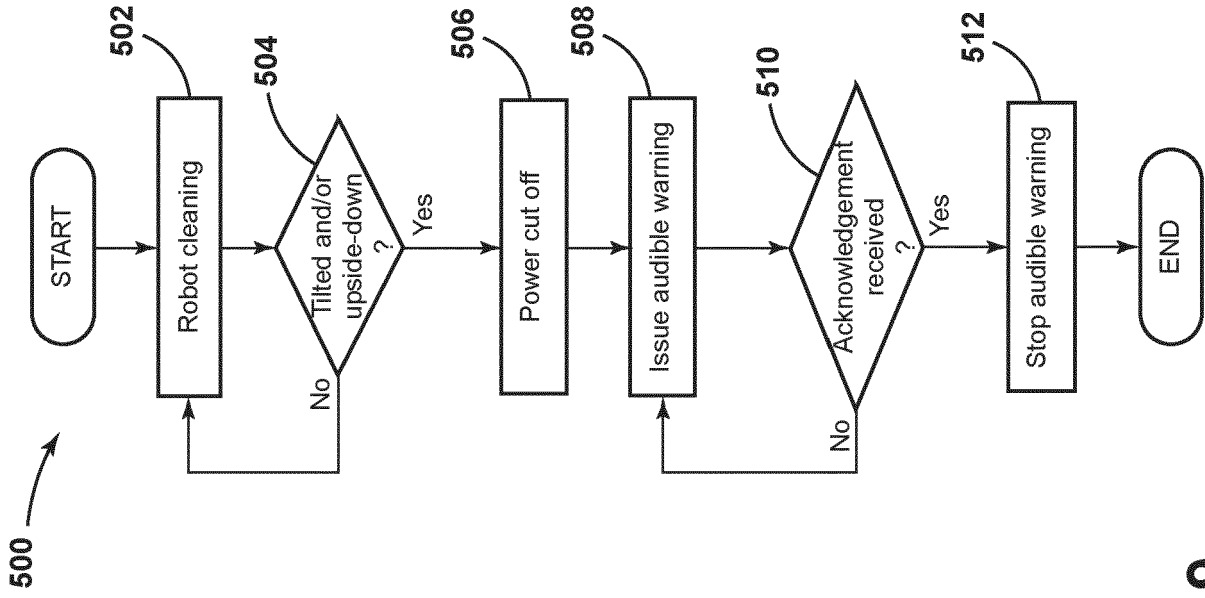 500
START
502
Robot cleaning
504
Tilted and/or
upside-down
?
No
Yes
506
Power cut off
508
Issue audible warning
510
Acknowledgement
received
?
No
Yes
512
Stop audible warning
END